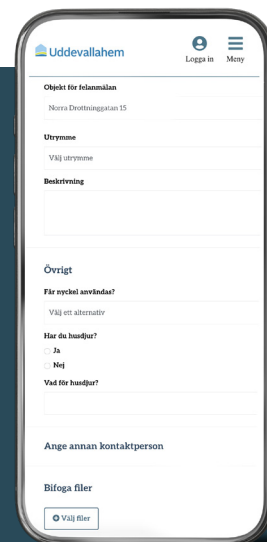 Uddevallahem
Logga in
Meny
Objekt för felanmälan
Norra Drottninggatan 15
Utrymme
Välj utrymme
Beskrivning
Övrigt
Får nyckel användas?
Välj ett alternativ
Har du husdjur?
Ja
Nej
Vad för husdjur?
Ange annan kontaktperson
Bifoga filer
Välj filer